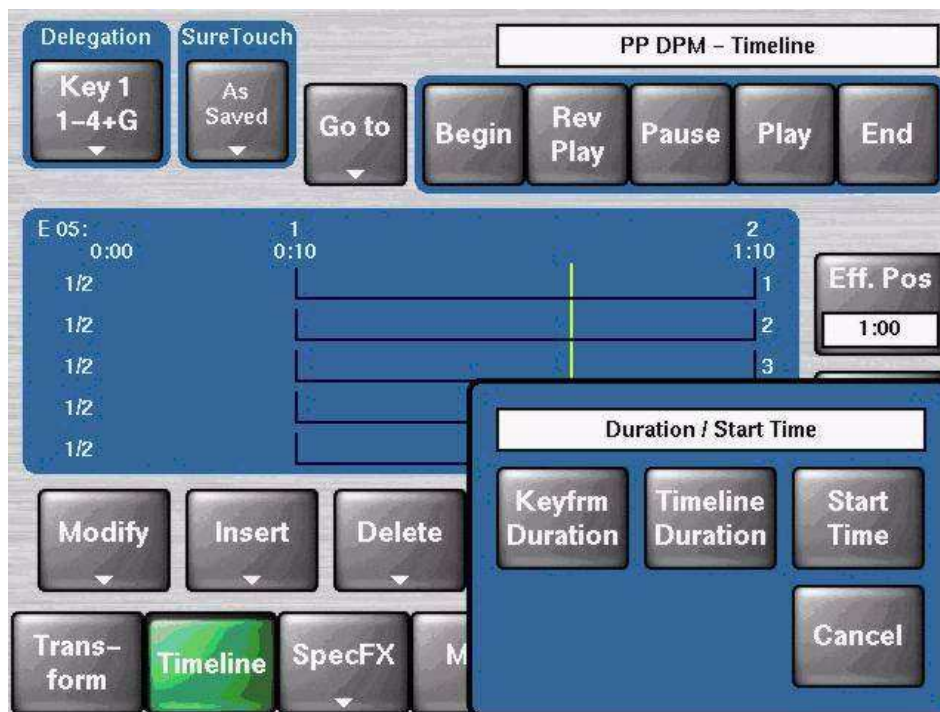 Delegation
SureTouch
PP DPM – Timeline
Key 1
1–4+G
As
Saved
Go to
Begin
Rev
Play
Pause
Play
End
E 05:
1
2
0:00
0:10
1:10
1/2
1
1/2
2
1/2
3
1/2
1/2
Eff. Pos
1:00
Duration / Start Time
Keyfrm
Duration
Timeline
Duration
Start
Time
Cancel
Modify
Insert
Delete
Trans–
form
Timeline
SpecFX
M